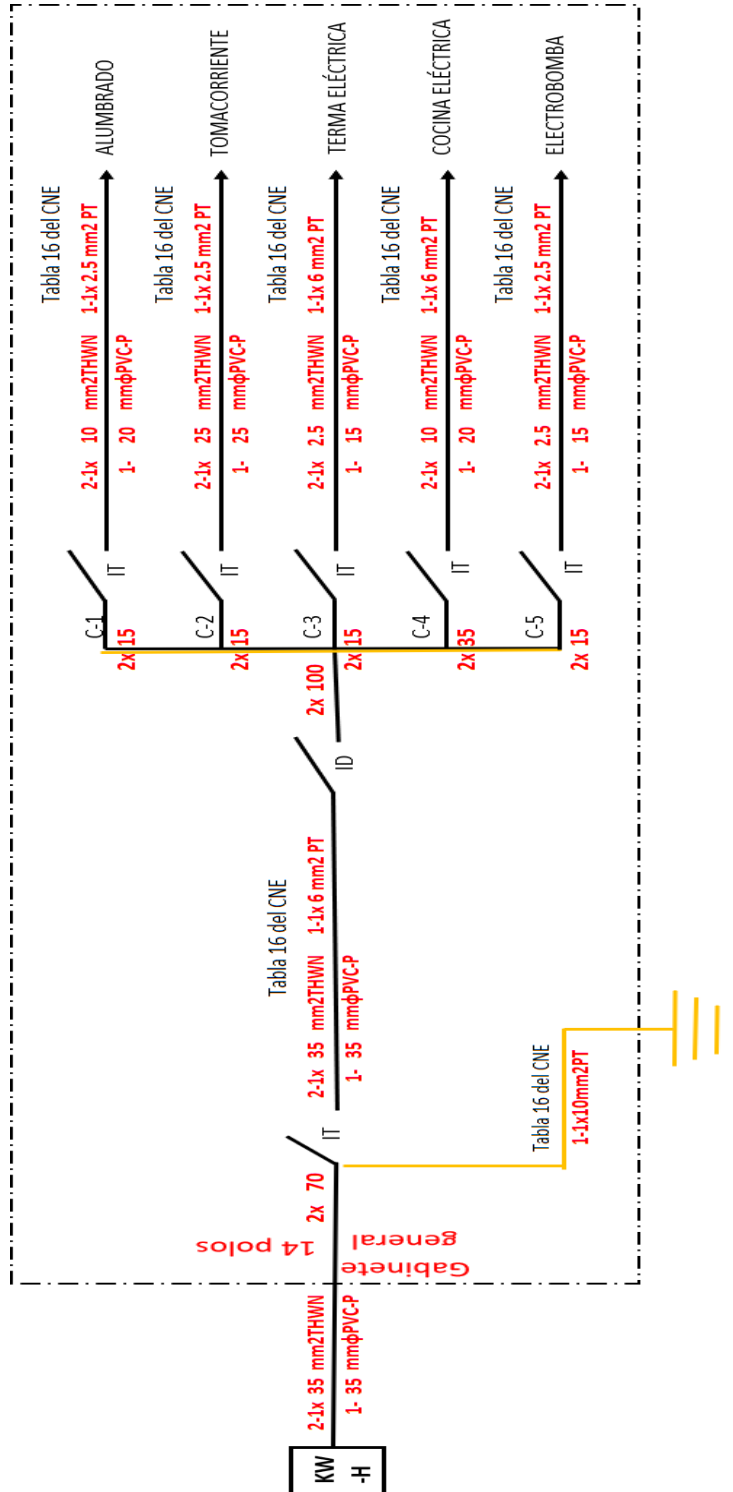 KW
-H
2-1x 35 mm2THWN
1- 35 mmϕPVC-P
Gabinete
general
14 polos
2x 70
IT
Tabla 16 del CNE
1-1x10mm2PT
Tabla 16 del CNE
2-1x 35 mm2THWN 1-1x 6 mm2 PT
1- 35 mmϕPVC-P
ID
2x 100
C-1
2x 15
IT
Tabla 16 del CNE
2-1x 10 mm2THWN 1-1x 2.5 mm2 PT
1- 20 mmϕPVC-P
ALUMBRADO
C-2
2x 15
IT
Tabla 16 del CNE
2-1x 25 mm2THWN 1-1x 2.5 mm2 PT
1- 25 mmϕPVC-P
TOMACORRIENTE
C-3
2x 15
IT
Tabla 16 del CNE
2-1x 2.5 mm2THWN 1-1x 6 mm2 PT
1- 15 mmϕPVC-P
TERMA ELÉCTRICA
C-4
2x 35
IT
Tabla 16 del CNE
2-1x 10 mm2THWN 1-1x 6 mm2 PT
1- 20 mmϕPVC-P
COCINA ELÉCTRICA
C-5
2x 15
IT
Tabla 16 del CNE
2-1x 2.5 mm2THWN 1-1x 2.5 mm2 PT
1- 15 mmϕPVC-P
ELECTROBOMBA